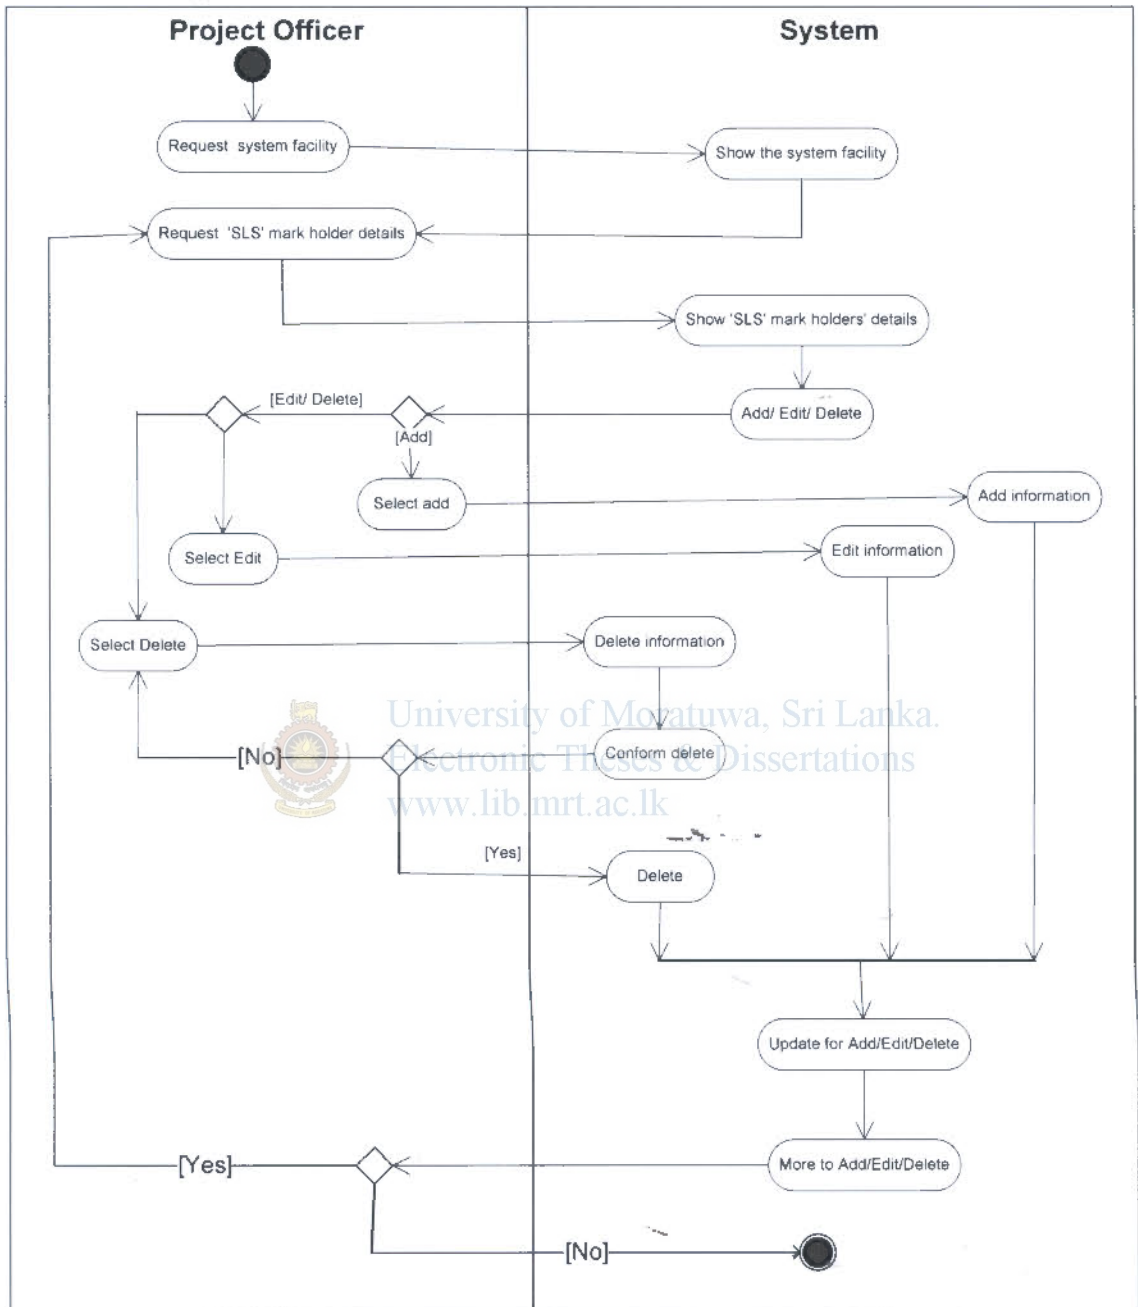 Project Officer
System
Request system facility
Show the system facility
Request 'SLS' mark holder details
Show 'SLS' mark holders' details
[Edit/ Delete]
Add/ Edit/ Delete
[Add]
Select add
Add information
Select Edit
Edit information
Select Delete
Delete information
University of Moratuwa, Sri Lanka.
[No]
Conform delete
Electronic Theses & Dissertations
www.lib.mrt.ac.lk
[Yes]
Delete
Update for Add/Edit/Delete
[Yes]
More to Add/Edit/Delete
[No]